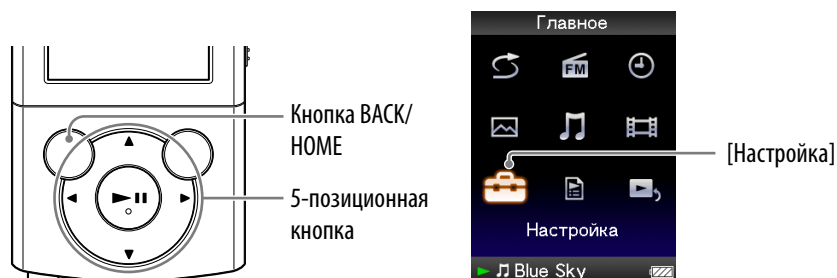 Главное
FM
Кнопка BACK/
HOME
[Настройка]
5-позиционная
кнопка
Настройка
Blue Sky